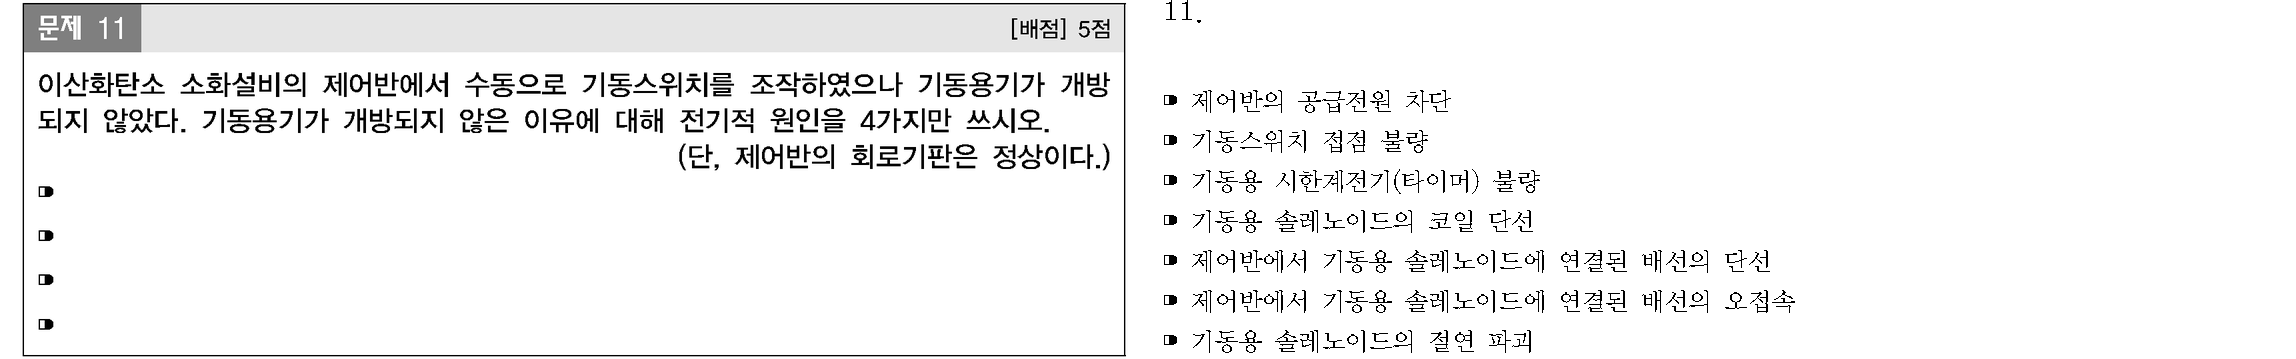 문제 11
[배점] 5점
이산화탄소 소화설비의 제어반에서 수동으로 기동스위치를 조작하였으나 기동용기가 개방
되지 않았다. 기동용기가 개방되지 않은 이유에 대해 전기적 원인을 4가지만 쓰시오.
(단, 제어반의 회로기판은 정상이다.)
11.
제어반의 공급전원 차단
기동스위치 접점 불량
기동용 시한계전기(타이머) 불량
기동용 솔레노이드의 코일 단선
제어반에서 기동용 솔레노이드에 연결된 배선의 단선
제어반에서 기동용 솔레노이드에 연결된 배선의 오접속
기동용 솔레노이드의 절연 파괴